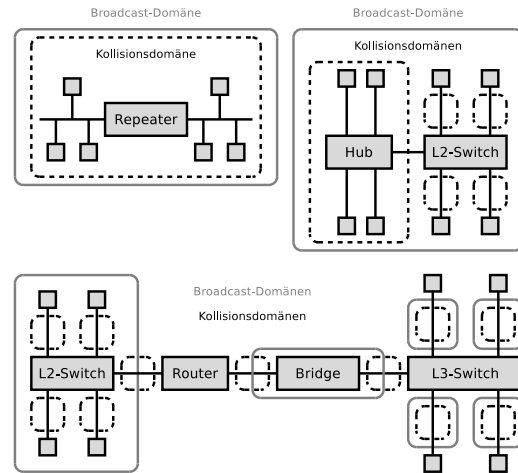 Broadcast-Domäne
Kollisionsdomäne
Repeater
Broadcast-Domäne
Kollisionsdomänen
Hub
L2-Switch
Broadcast-Domänen
Kollisionsdomänen
L2-Switch
Router
Bridge
L3-Switch